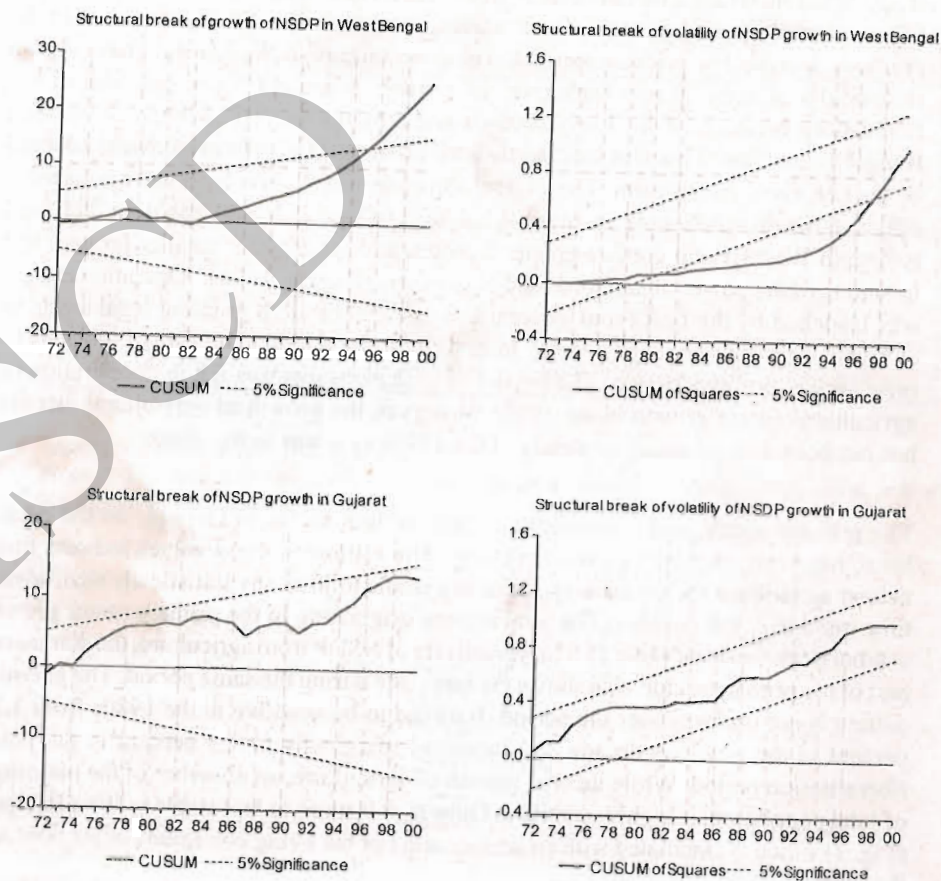 Structural break of growth of NSDP in West Bengal
30
20
10
0
-10
-20
72 74 76 78 80 82 84 86 88 90 92 94 96 98 00
CUSUM 5% Significance
Structural break of volatility of NSDP growth in West Bengal
1.6
1.2
0.8
0.4
0.0
-0.4
72 74 76 78 80 82 84 86 88 90 92 94 96 98 00
CUSUM of Squares 5% Significance
Structural break of NSDP growth in Gujarat
20
10
0
10
20
72 74 76 78 80 82 84 86 88 90 92 94 96 98 00
CUSUM 5% Significance
Structural break of volatility of NSDP growth in Gujarat
1.6
1.2
0.8
0.4
0.0
-0.4
72 74 76 78 80 82 84 86 88 90 92 94 96 98 00
CUSUM of Squares 5% Significance
SCD